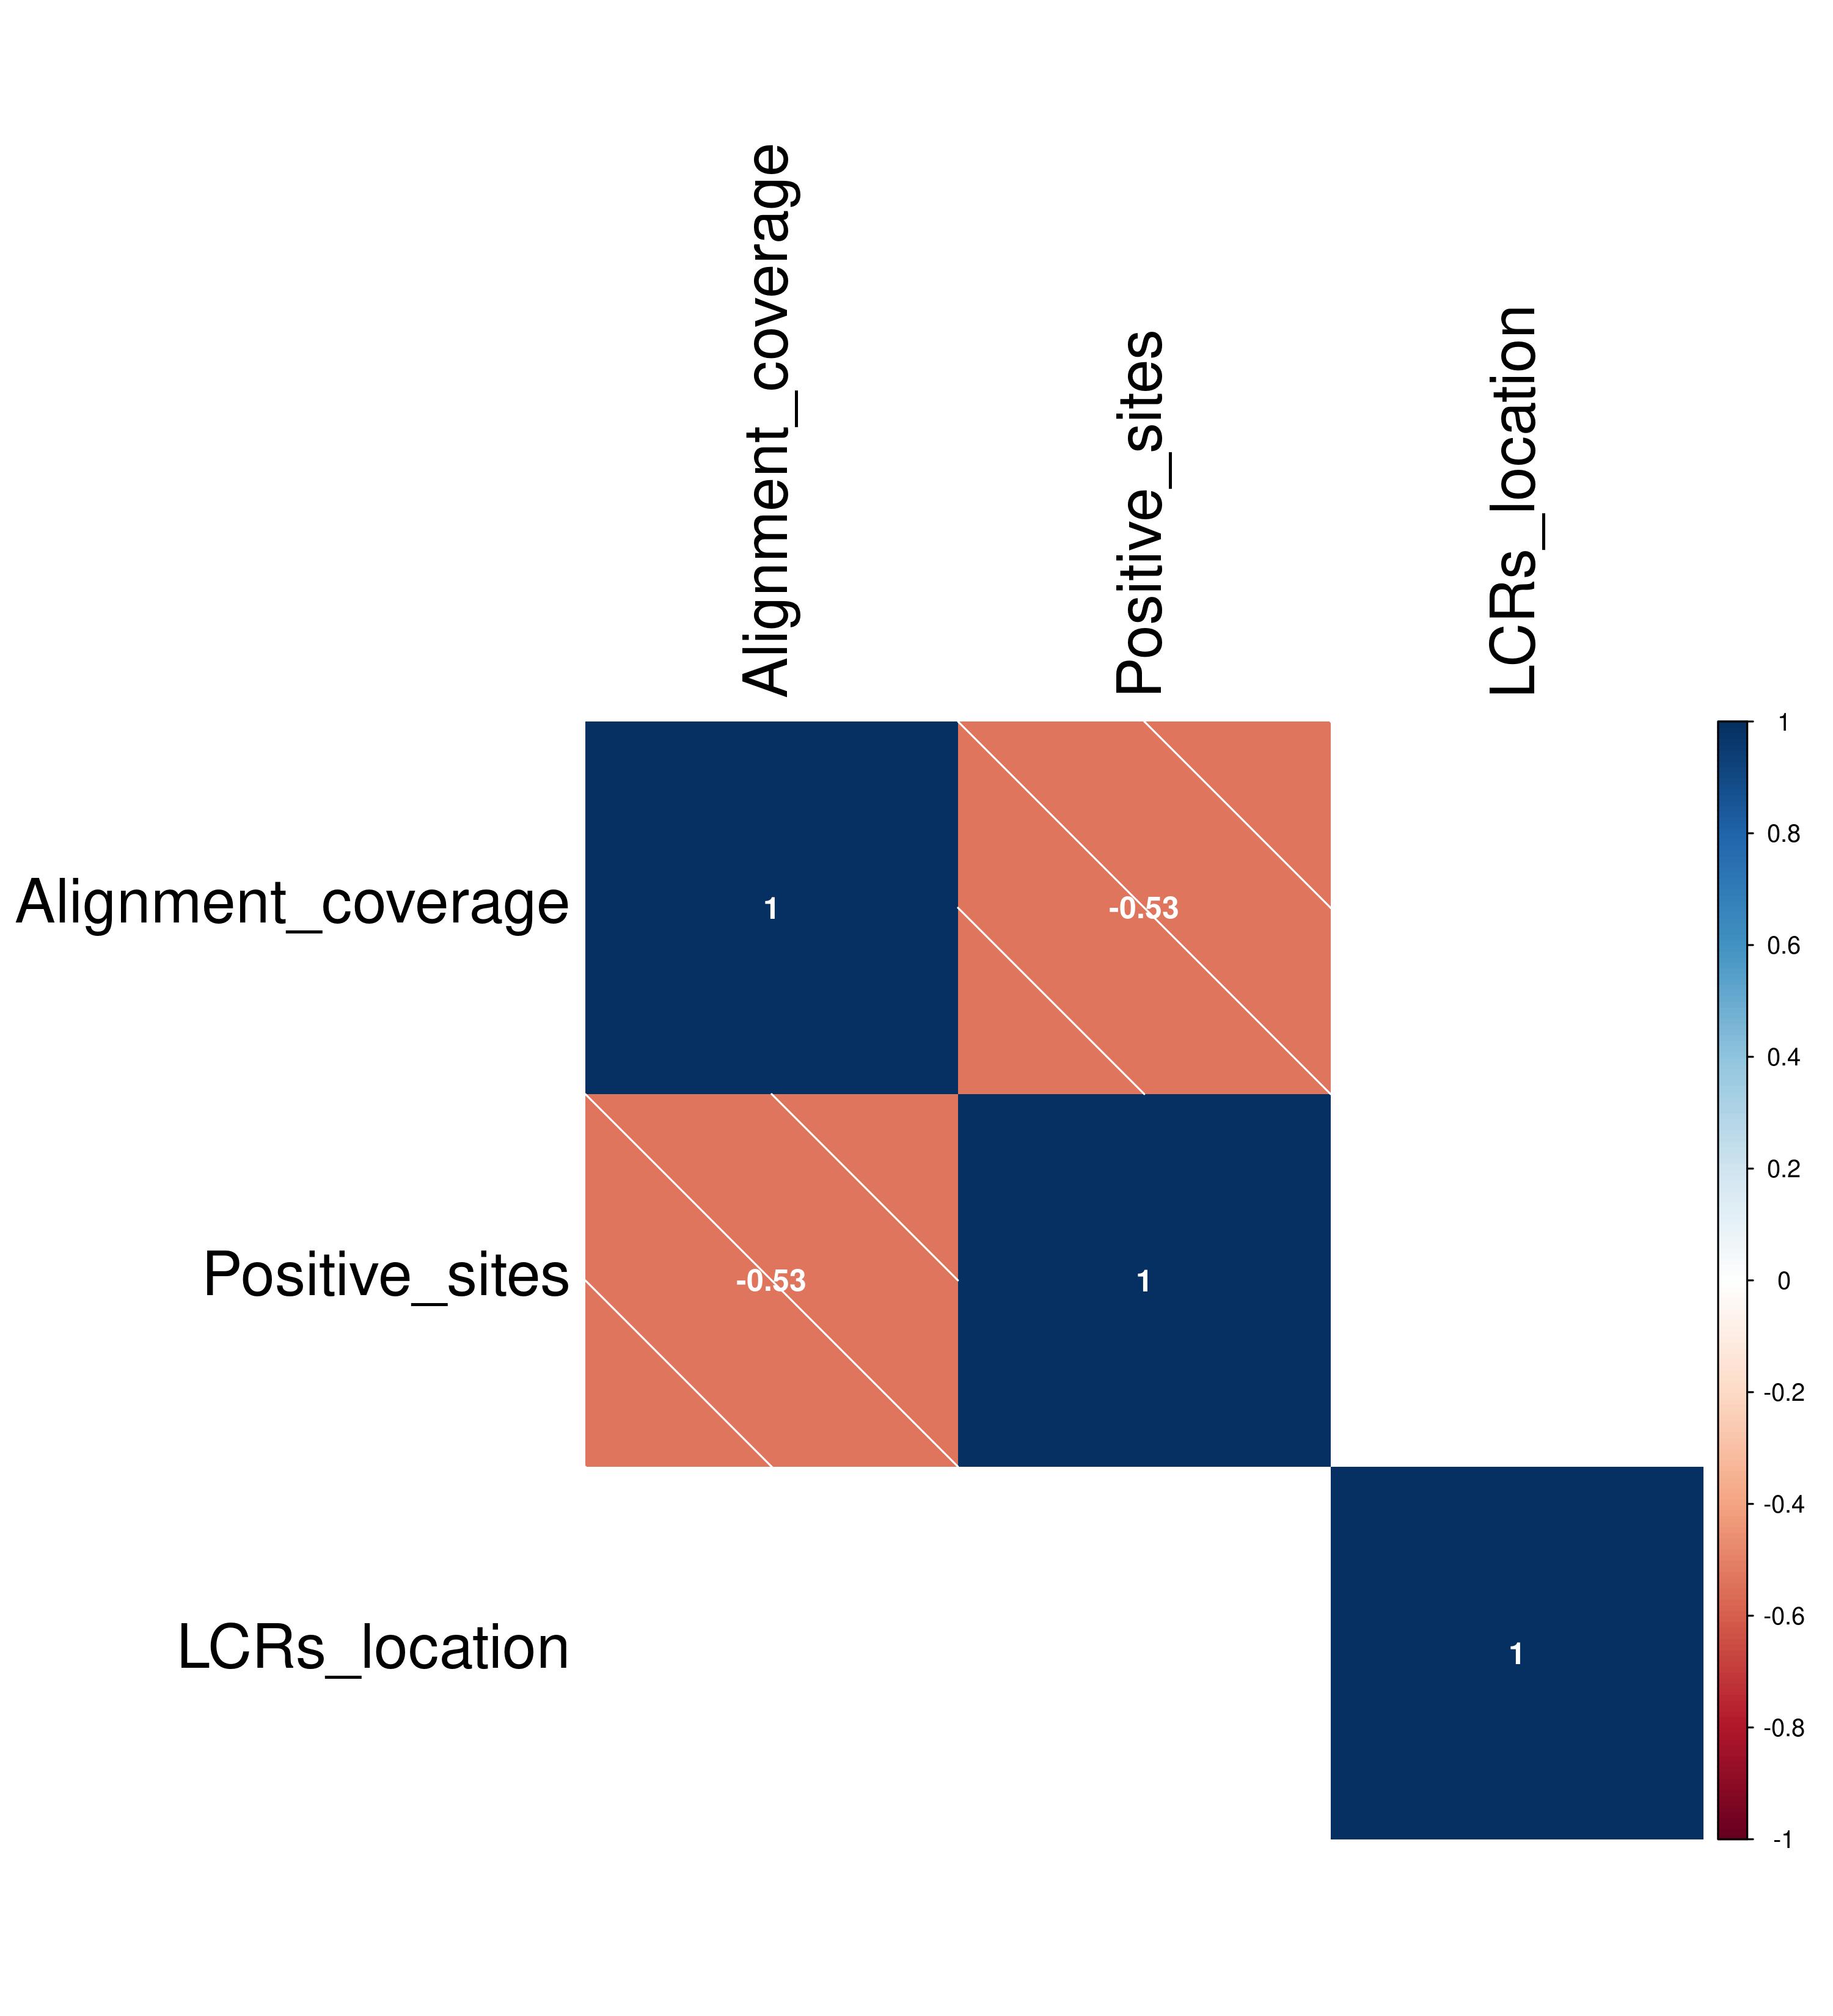 Alignment_coverage
Positive_sites
LCRs_location
Alignment_coverage
1
-0.53
Positive_sites
-0.53
1
LCRs_location
1
1
0.8
0.6
0.4
0.2
0
-0.2
-0.4
-0.6
-0.8
-1